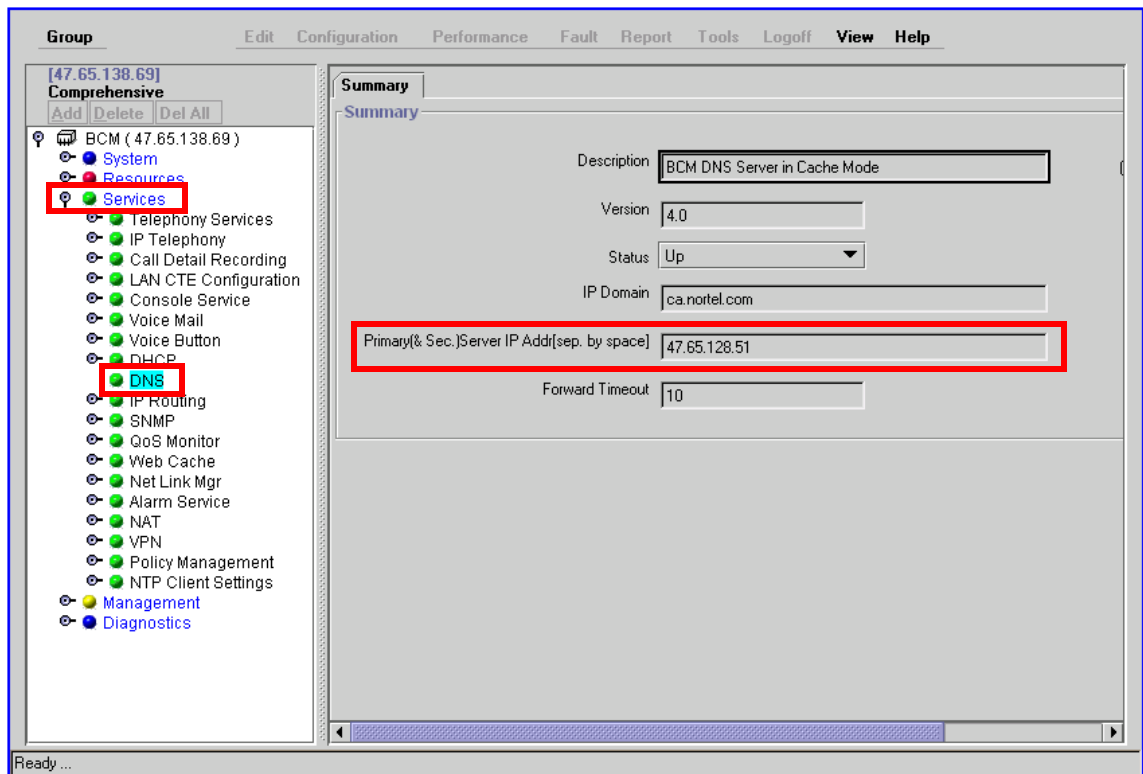 Group Edit Configuration Performance Fault Report Tools Logoff View Help
[47.65.138.69]
Comprehensive
Add Delete Del All
BCM ( 47.65.138.69 )
System
Resources
Services
Telephony Services
IP Telephony
Call Detail Recording
LAN CTE Configuration
Console Service
Voice Mail
Voice Button
DHCP
DNS
IP Routing
SNMP
QoS Monitor
Web Cache
Net Link Mgr
Alarm Service
NAT
VPN
Policy Management
NTP Client Settings
Management
Diagnostics
Summary
Summary
Description BCM DNS Server in Cache Mode
Version 4.0
Status Up
IP Domain ca.nortel.com
Primary(& Sec.)Server IP Addr[sep. by space] 47.65.128.51
Forward Timeout 10
Ready ...